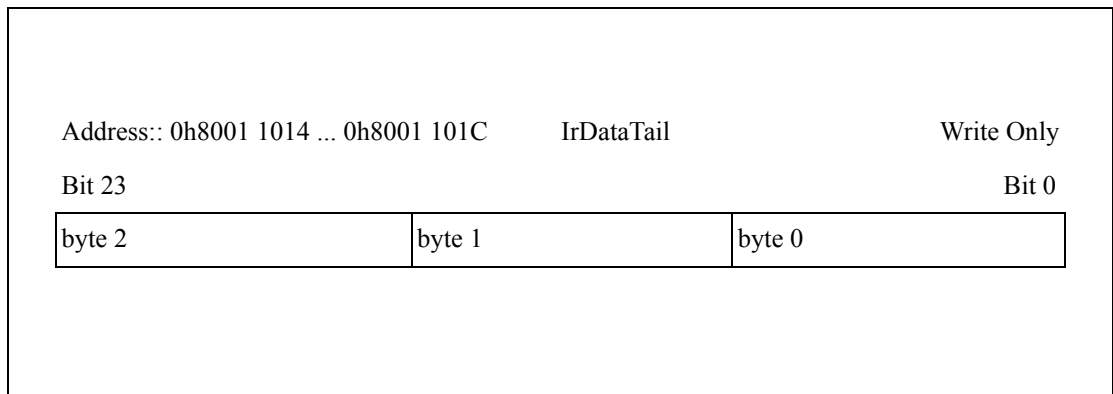 Address:: 0h8001 1014 ... 0h8001 101C IrDataTail Write Only
Bit 23 Bit 0
byte 2 byte 1 byte 0